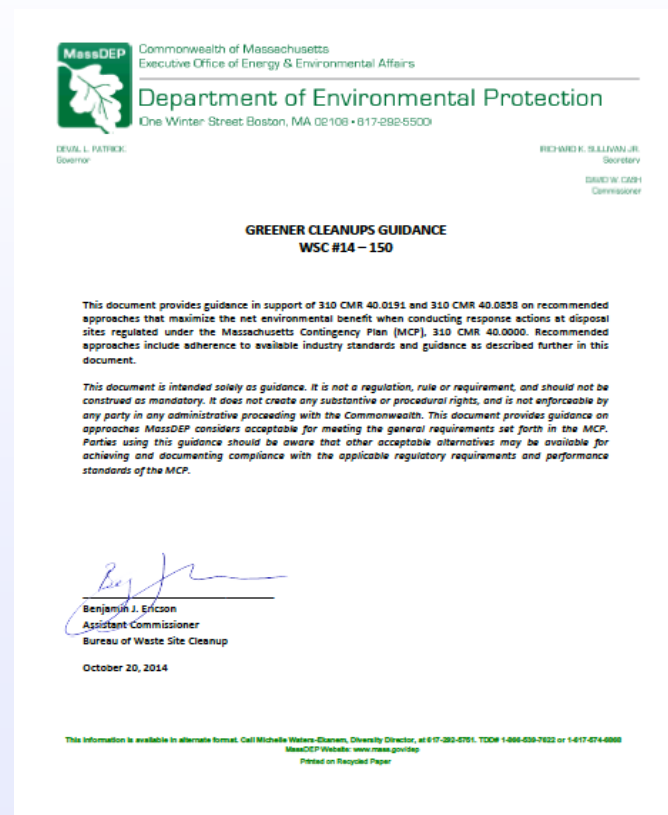 MassDEP
Commonwealth of Massachusetts
Executive Office of Energy & Environmental Affairs
Department of Environmental Protection
One Winter Street Boston, MA 02108 • 617-292-5500
DEVAL L. PATRICK
Governor
RICHARD K. SULLIVAN JR.
Secretary
DAVID W. CASH
Commissioner
GREENER CLEANUPS GUIDANCE
WSC #14 – 150
This document provides guidance in support of 310 CMR 40.0191 and 310 CMR 40.0858 on recommended
approaches that maximize the net environmental benefit when conducting response actions at disposal
sites regulated under the Massachusetts Contingency Plan (MCP), 310 CMR 40.0000. Recommended
approaches include adherence to available industry standards and guidance as described further in this
document.
This document is intended solely as guidance. It is not a regulation, rule or requirement, and should not be
construed as mandatory. It does not create any substantive or procedural rights, and is not enforceable by
any party in any administrative proceeding with the Commonwealth. This document provides guidance on
approaches MassDEP considers acceptable for meeting the general requirements set forth in the MCP.
Parties using this guidance should be aware that other acceptable alternatives may be available for
achieving and documenting compliance with the applicable regulatory requirements and performance
standards of the MCP.
Benjamin J. Ericson
Assistant Commissioner
Bureau of Waste Site Cleanup
October 20, 2014
This information is available in alternate format. Call Michelle Waters-Ekanem, Diversity Director, at 617-292-5751. TDD# 1-866-539-7622 or 1-617-574-6868
MassDEP Website: www.mass.gov/dep
Printed on Recycled Paper